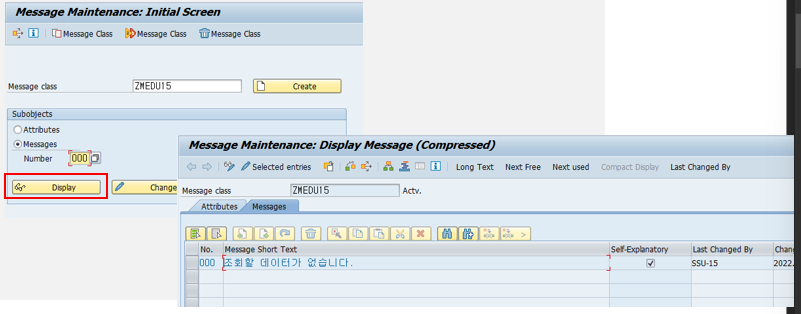 Message Maintenance: Initial Screen
Message Class Message Class Message Class
Message class ZMEDU15 Create
Subobjects
Attributes
Messages
Number 000
Display Change
Message Maintenance: Display Message (Compressed)
Selected entries Long Text Next Free Next used Compact Display Last Changed By
Message class ZMEDU15 Actv.
Attributes Messages
No. Message Short Text Self-Explanatory Last Changed By
000 조회할 데이터가 없습니다. SSU-15 2022.